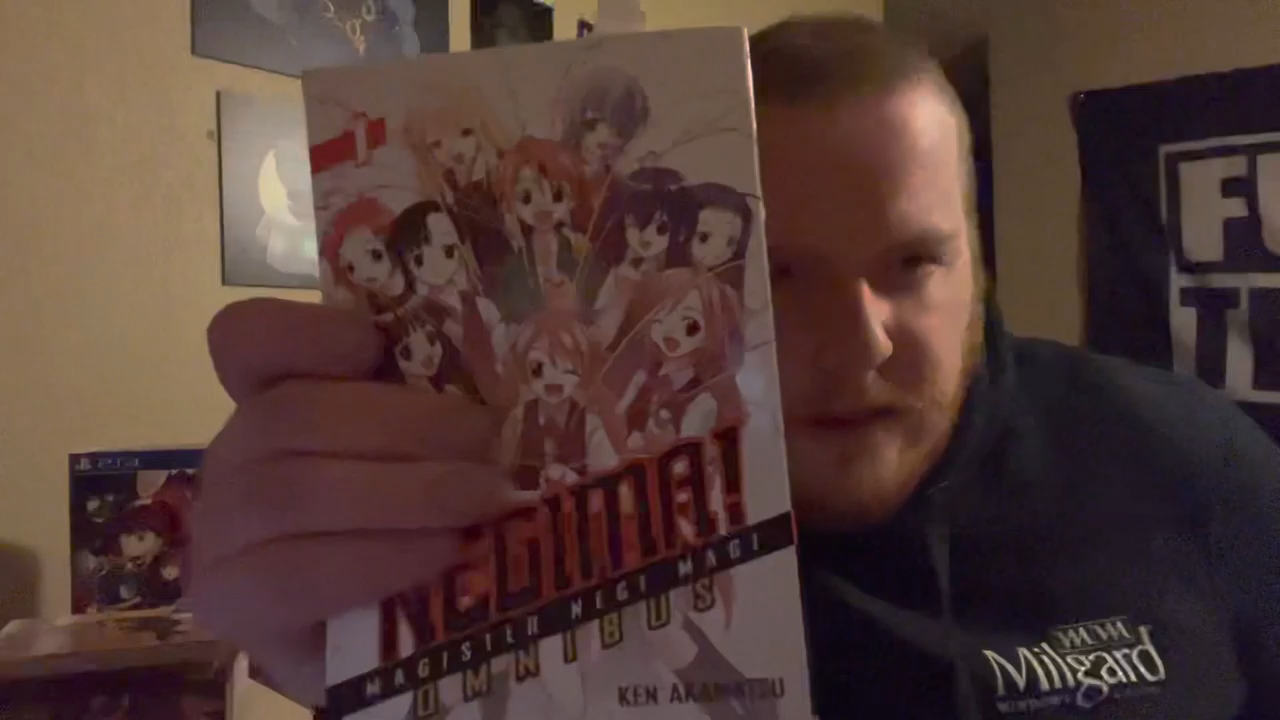 PS4
NEGIMA!
MAGISTER NEGI MAGI
OMNIBUS
KEN AKAMATSU
Milgard